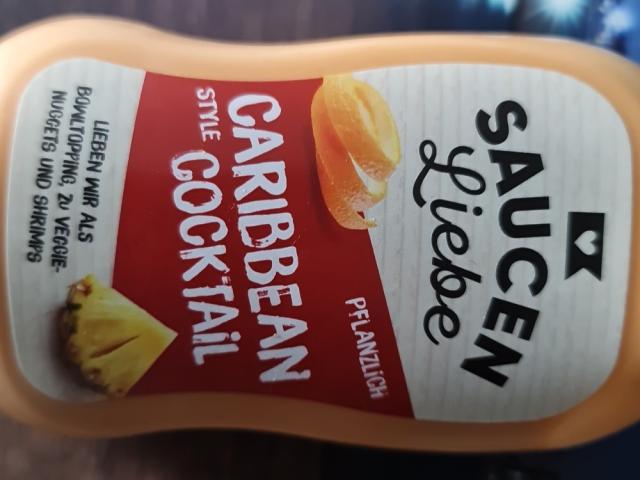 SAUCEN
Liebe
PFLANZLICH
CARIBBEAN
STYLE COCKTAIL
LIEBEN WIR ALS
BOWLTOPPING, ZU VEGGIE-
NUGGETS UND SHRIMPS